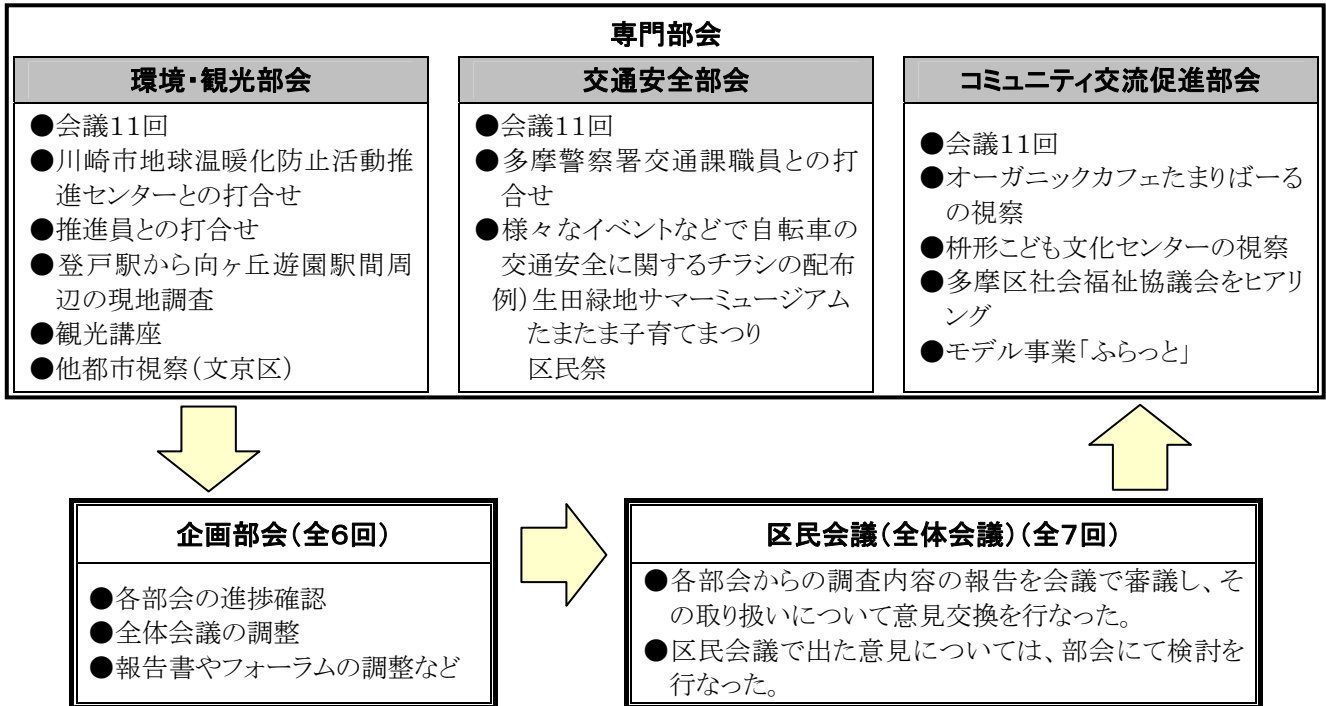 専門部会
環境・観光部会
●会議11回
●川崎市地球温暖化防止活動推
進センターとの打合せ
●推進員との打合せ
●登戸駅から向ヶ丘遊園駅間周
辺の現地調査
●観光講座
●他都市視察(文京区)
交通安全部会
●会議11回
●多摩警察署交通課職員との打
合せ
●様々なイベントなどで自転車の
交通安全に関するチラシの配布
例)生田緑地サマーミュージアム
たまたま子育てまつり
区民祭
コミュニティ交流促進部会
●会議11回
●オーガニックカフェたまりばーる
の視察
●枡形こども文化センターの視察
●多摩区社会福祉協議会をヒアリ
ング
●モデル事業「ふらっと」
企画部会(全6回)
●各部会の進捗確認
●全体会議の調整
●報告書やフォーラムの調整など
区民会議(全体会議)(全7回)
●各部会からの調査内容の報告を会議で審議し、そ
の取り扱いについて意見交換を行なった。
●区民会議で出た意見については、部会にて検討を
行なった。